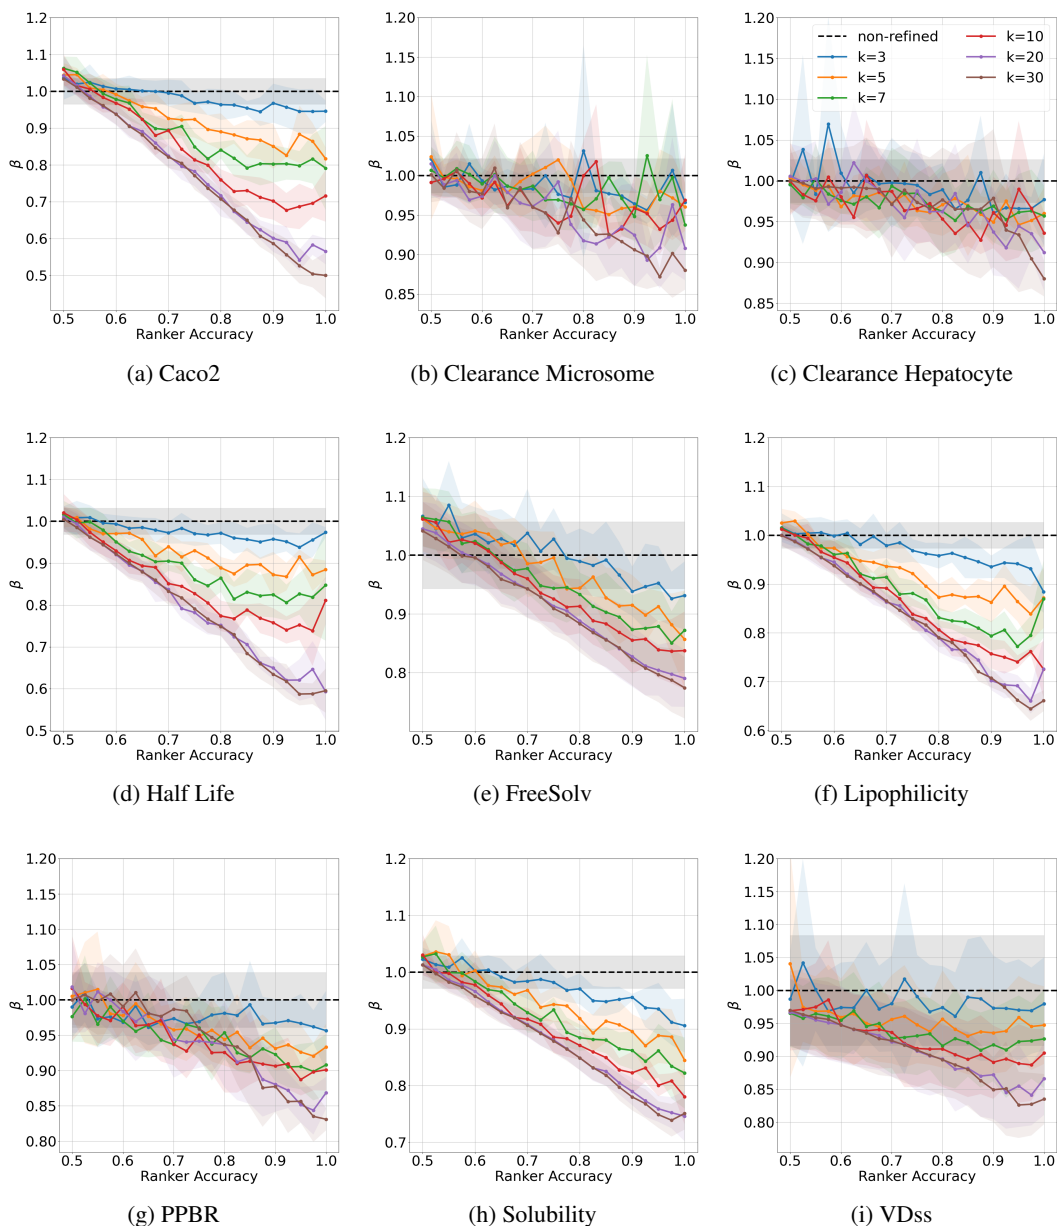 1.2
1.1
1.0
0.9
0.8
0.7
0.6
0.5
β
0.5 0.6 0.7 0.8 0.9 1.0
Ranker Accuracy
(a) Caco2
1.20
1.15
1.10
1.05
1.00
0.95
0.90
0.85
β
0.5 0.6 0.7 0.8 0.9 1.0
Ranker Accuracy
(b) Clearance Microsome
1.20
1.15
1.10
1.05
1.00
0.95
0.90
0.85
β
non-refined
k=3
k=5
k=7
k=10
k=20
k=30
0.5 0.6 0.7 0.8 0.9 1.0
Ranker Accuracy
(c) Clearance Hepatocyte
1.2
1.1
1.0
0.9
0.8
0.7
0.6
0.5
β
0.5 0.6 0.7 0.8 0.9 1.0
Ranker Accuracy
(d) Half Life
1.2
1.1
1.0
0.9
0.8
β
0.5 0.6 0.7 0.8 0.9 1.0
Ranker Accuracy
(e) FreeSolv
1.2
1.1
1.0
0.9
0.8
0.7
0.6
β
0.5 0.6 0.7 0.8 0.9 1.0
Ranker Accuracy
(f) Lipophilicity
1.20
1.15
1.10
1.05
1.00
0.95
0.90
0.85
0.80
β
0.5 0.6 0.7 0.8 0.9 1.0
Ranker Accuracy
(g) PPBR
1.2
1.1
1.0
0.9
0.8
0.7
β
0.5 0.6 0.7 0.8 0.9 1.0
Ranker Accuracy
(h) Solubility
1.20
1.15
1.10
1.05
1.00
0.95
0.90
0.85
0.80
β
0.5 0.6 0.7 0.8 0.9 1.0
Ranker Accuracy
(i) VDss